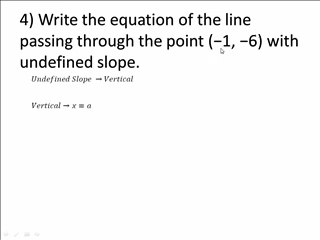 4) Write the equation of the line
passing through the point (−1, −6) with
undefined slope.
Undefined Slope → Vertical
Vertical → x = a